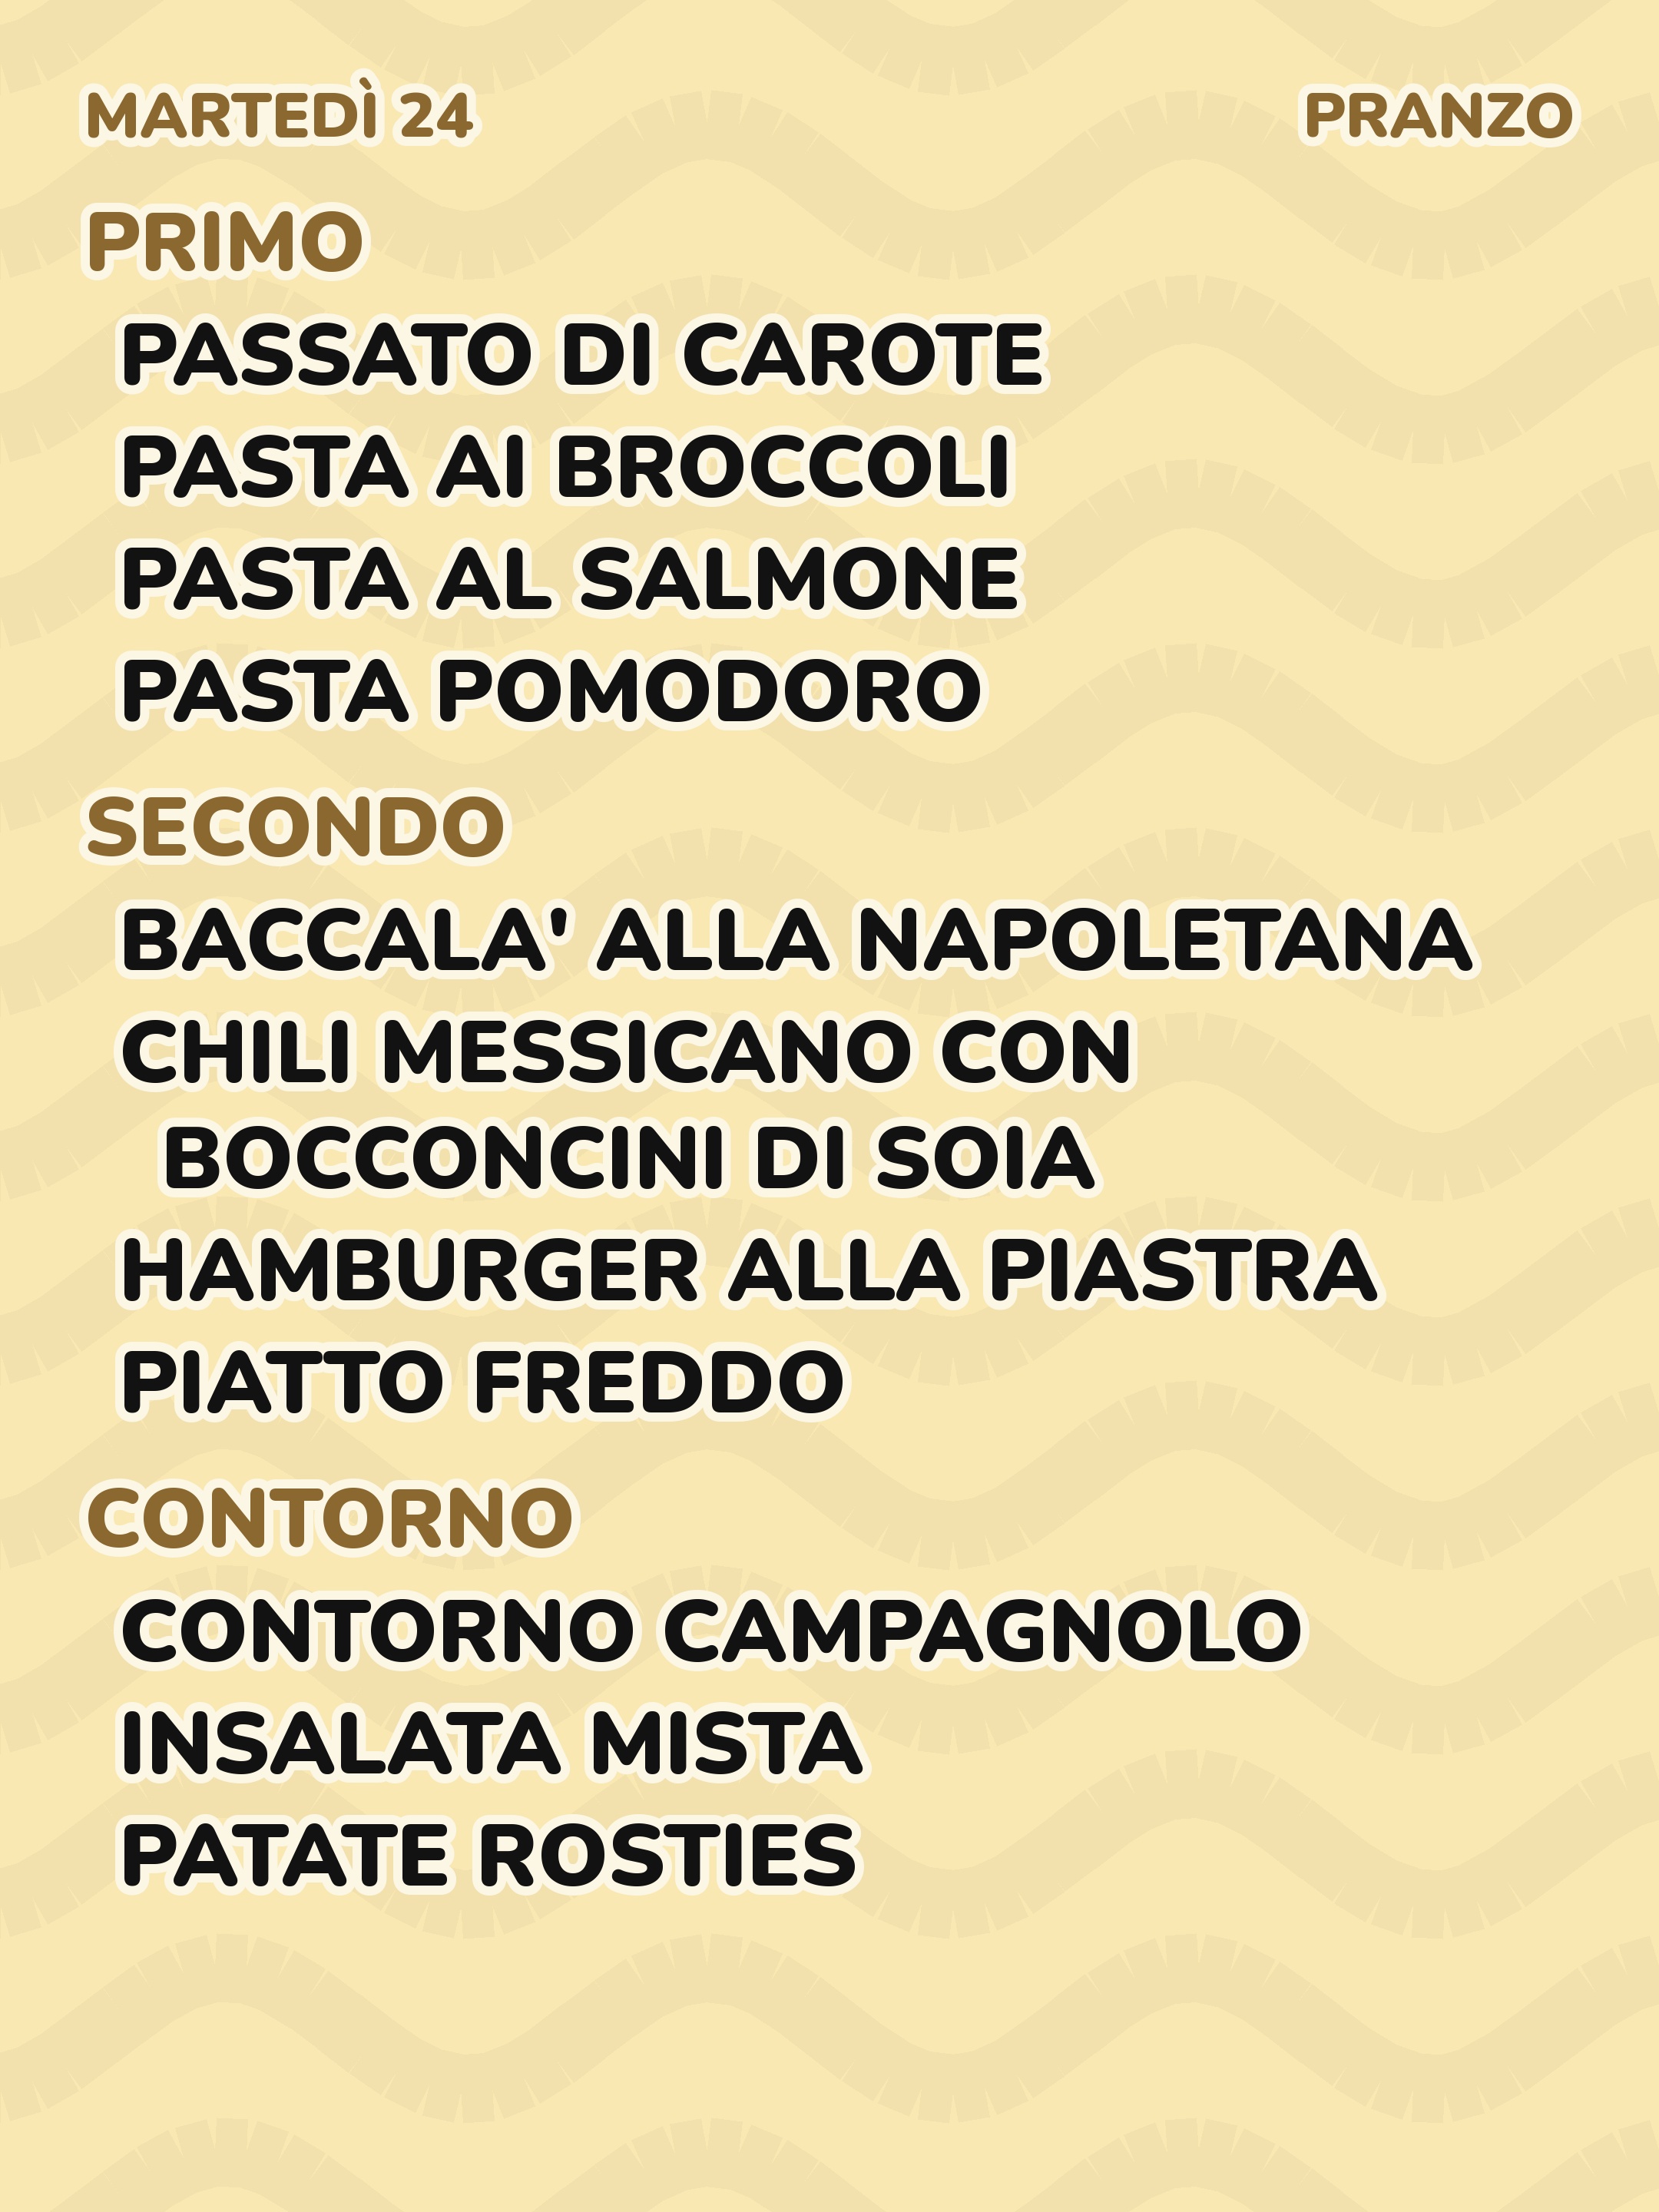 MARTEDÌ 24 PRANZO
PRIMO
PASSATO DI CAROTE
PASTA AI BROCCOLI
PASTA AL SALMONE
PASTA POMODORO
SECONDO
BACCALA' ALLA NAPOLETANA
CHILI MESSICANO CON
BOCCONCINI DI SOIA
HAMBURGER ALLA PIASTRA
PIATTO FREDDO
CONTORNO
CONTORNO CAMPAGNOLO
INSALATA MISTA
PATATE ROSTIES